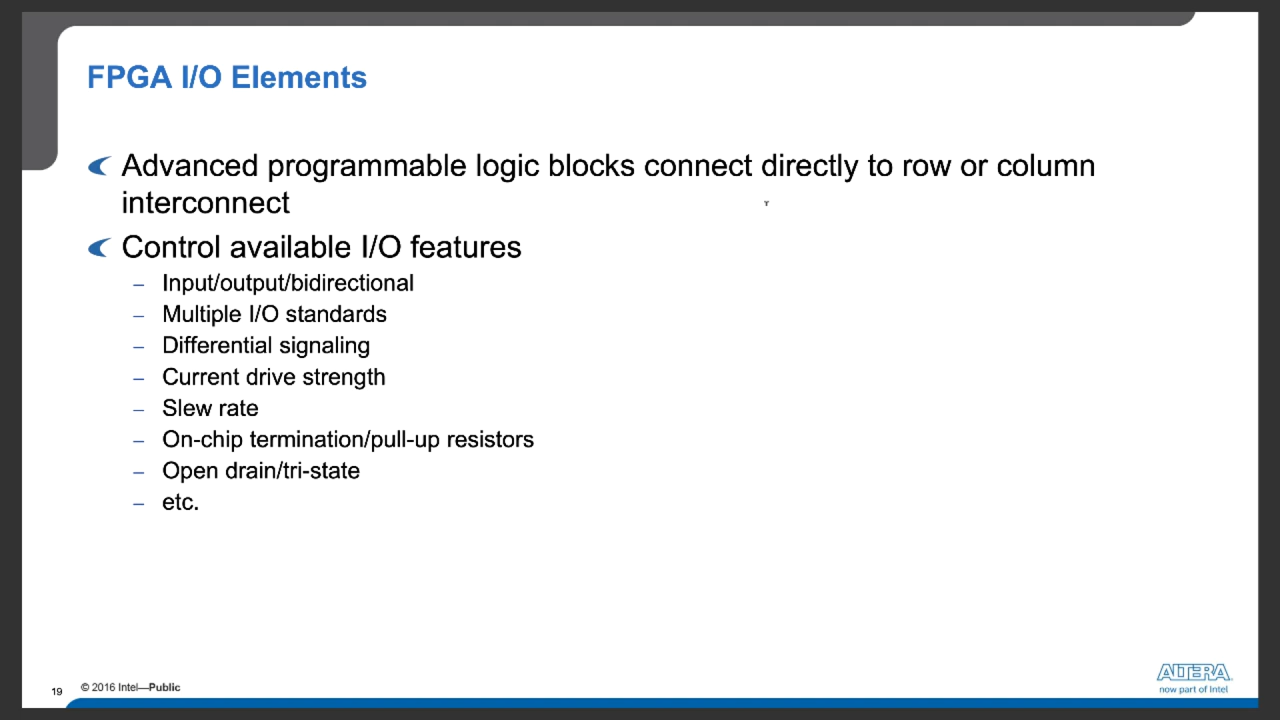 FPGA I/O Elements
Advanced programmable logic blocks connect directly to row or column
interconnect
Control available I/O features
– Input/output/bidirectional
– Multiple I/O standards
– Differential signaling
– Current drive strength
– Slew rate
– On-chip termination/pull-up resistors
– Open drain/tri-state
– etc.
19 © 2016 Intel—Public
ALTERA
now part of Intel